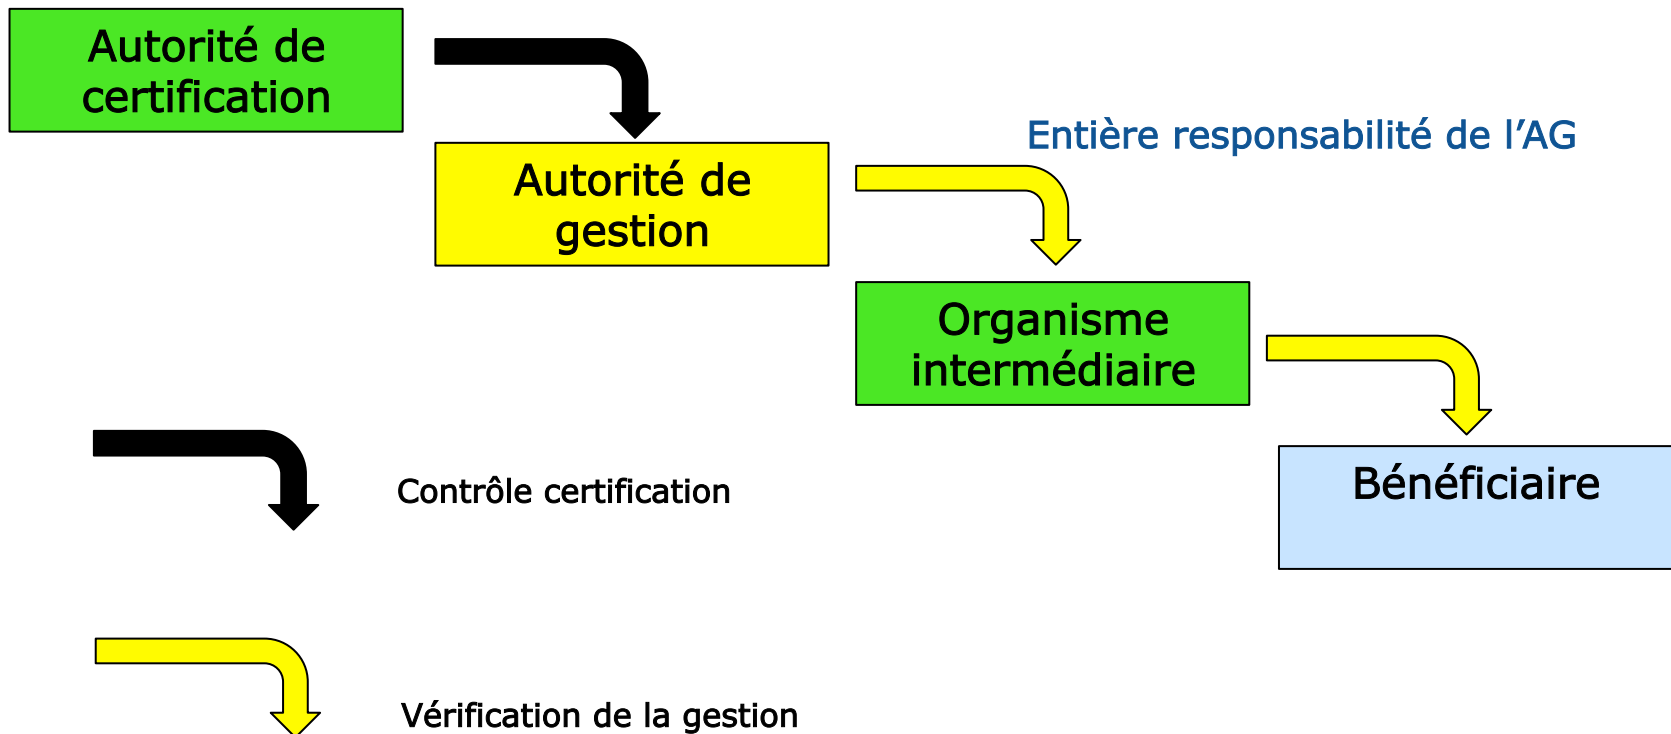 Autorité de
certification
Entière responsabilité de l’AG
Autorité de
gestion
Organisme
intermédiaire
Bénéficiaire
Contrôle certification
Vérification de la gestion